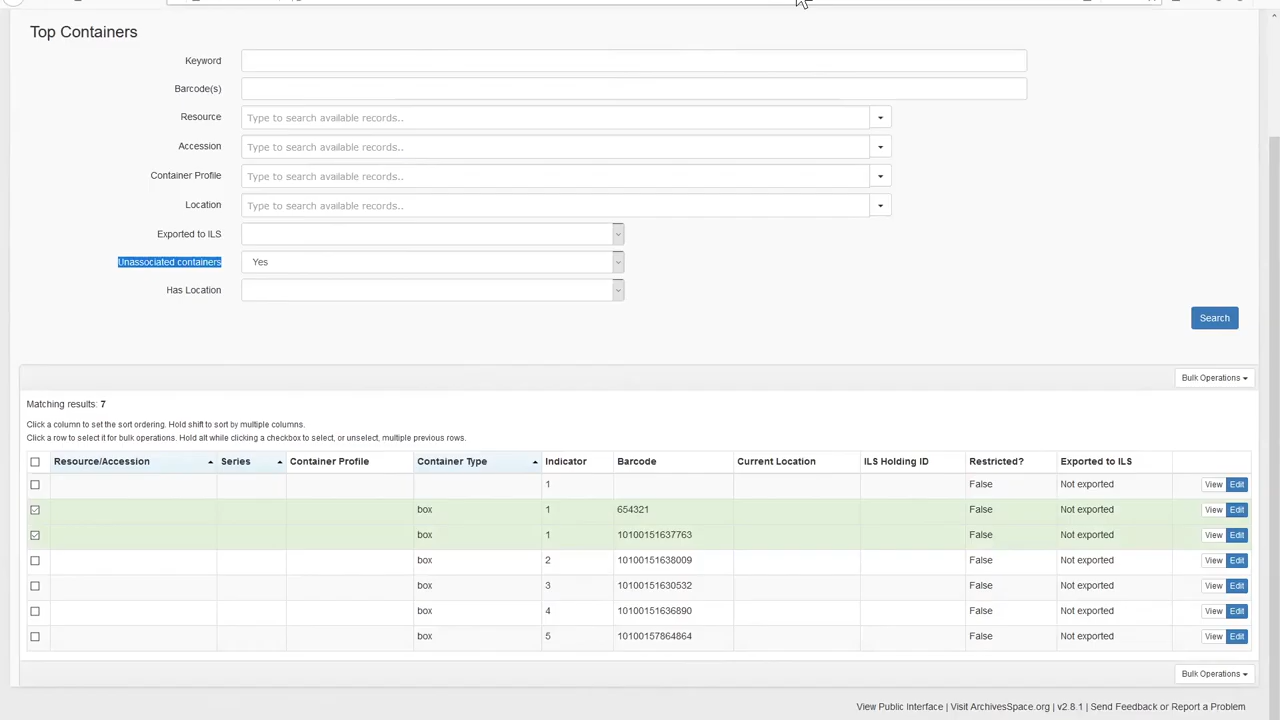 Top Containers
Keyword
Barcode(s)
Resource Type to search available records..
Accession Type to search available records..
Container Profile Type to search available records..
Location Type to search available records..
Exported to ILS
Unassociated containers Yes
Has Location
Search
Bulk Operations
Matching results: 7
Click a column to set the sort ordering. Hold shift to sort by multiple columns.
Click a row to select it for bulk operations. Hold alt while clicking a checkbox to select, or unselect, multiple previous rows.
Resource/Accession Series Container Profile Container Type Indicator Barcode Current Location ILS Holding ID Restricted? Exported to ILS
1 False Not exported View Edit
box 1 654321 False Not exported View Edit
box 1 10100151637763 False Not exported View Edit
box 2 10100151638009 False Not exported View Edit
box 3 10100151630532 False Not exported View Edit
box 4 10100151636890 False Not exported View Edit
box 5 10100157864864 False Not exported View Edit
Bulk Operations
View Public Interface | Visit ArchivesSpace.org | v2.8.1 | Send Feedback or Report a Problem